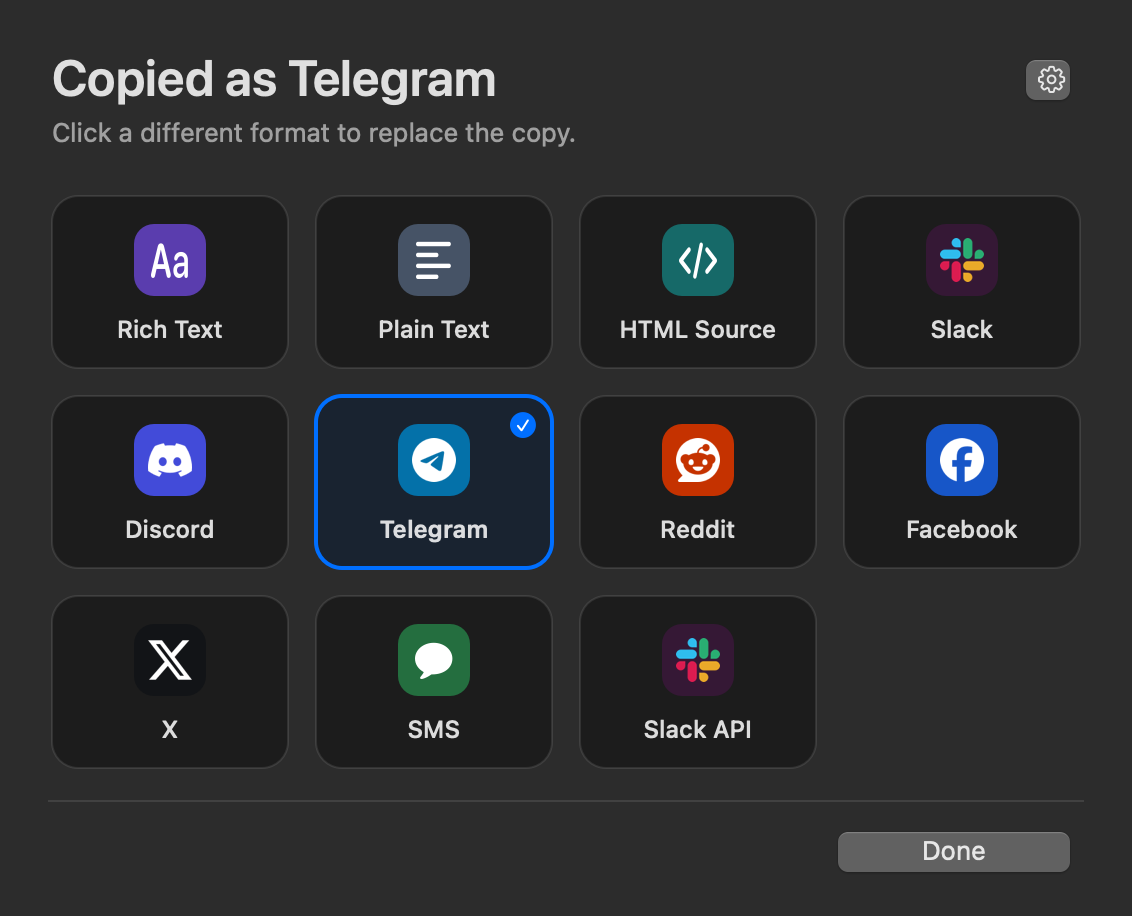 Copied as Telegram
Click a different format to replace the copy.
Aa
Rich Text
Plain Text
</>
HTML Source
Slack
Discord
Telegram
Reddit
Facebook
X
SMS
Slack API
Done